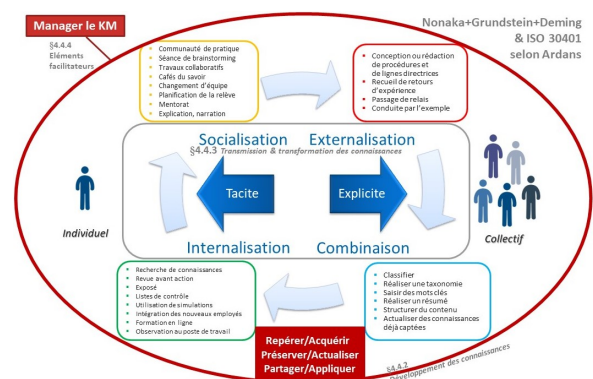 Manager le KM
Nonaka+Grundstein+Deming
& ISO 30401
selon Ardans
§4.4.4
Eléments
facilitateurs
Communauté de pratique
Séance de brainstorming
Travaux collaboratifs
Cafés du savoir
Changement d'équipe
Planification de la relève
Mentorat
Explication, narration
Conception ou rédaction
de procédures et
de lignes directrices
Recueil de retours
d'expérience
Passage de relais
Conduite par l'exemple
Socialisation
Externalisation
§4.4.3 Transmission & transformation des connaissances
Tacite
Explicite
Individuel
Collectif
Internalisation
Combinaison
Recherche de connaissances
Revue avant action
Exposé
Listes de contrôle
Utilisation de simulations
Intégration des nouveaux employés
Formation en ligne
Observation au poste de travail
Classifier
Réaliser une taxonomie
Saisir des mots clés
Réaliser un résumé
Structurer du contenu
Actualiser des connaissances
déjà captées
Repérer/Acquérir
Préserver/Actualiser
Partager/Appliquer
§4.4.2
Développement des connaissances